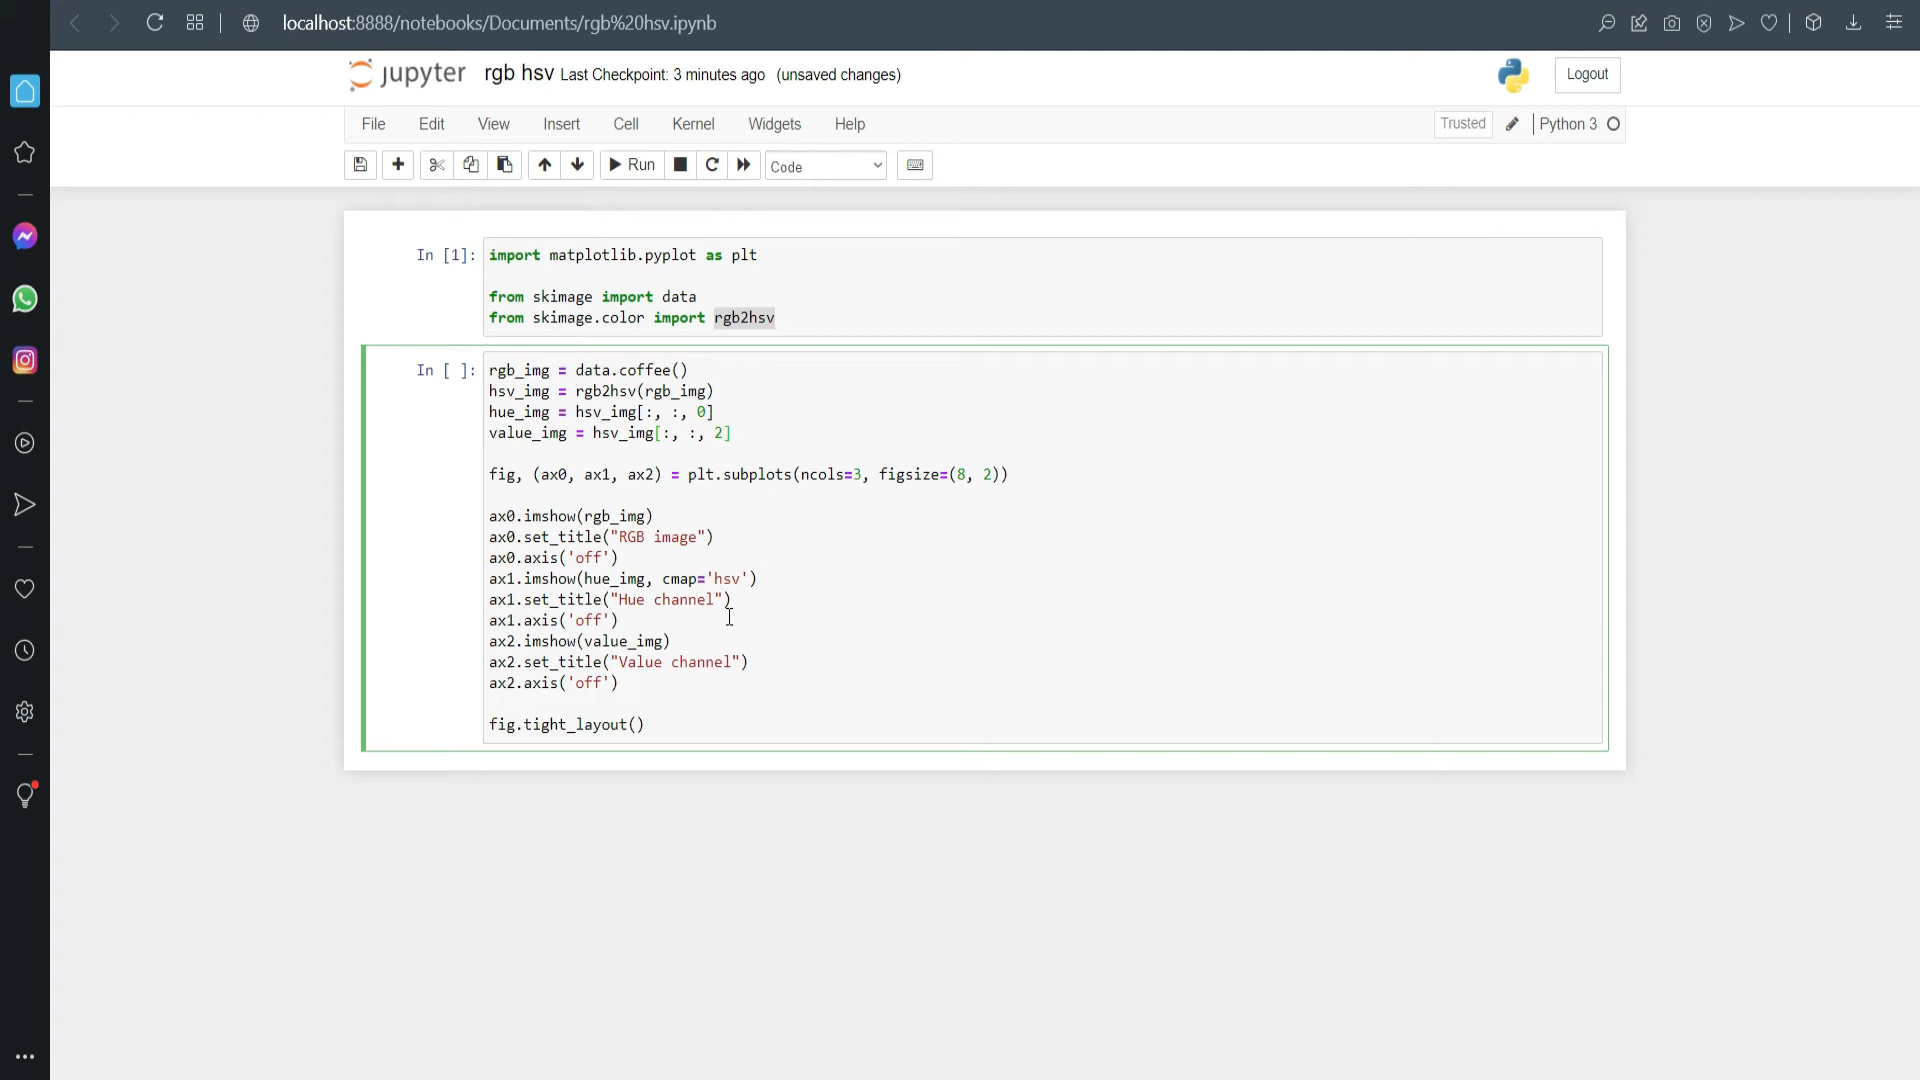 localhost:8888/notebooks/Documents/rgb%20hsv.ipynb
jupyter rgb hsv Last Checkpoint: 3 minutes ago (unsaved changes)
Logout
File Edit View Insert Cell Kernel Widgets Help
Trusted Python 3
Run Code
In [1]: import matplotlib.pyplot as plt
from skimage import data
from skimage.color import rgb2hsv
In [ ]: rgb_img = data.coffee()
hsv_img = rgb2hsv(rgb_img)
hue_img = hsv_img[:, :, 0]
value_img = hsv_img[:, :, 2]
fig, (ax0, ax1, ax2) = plt.subplots(ncols=3, figsize=(8, 2))
ax0.imshow(rgb_img)
ax0.set_title("RGB image")
ax0.axis('off')
ax1.imshow(hue_img, cmap='hsv')
ax1.set_title("Hue channel")
ax1.axis('off')
ax2.imshow(value_img)
ax2.set_title("Value channel")
ax2.axis('off')
fig.tight_layout()